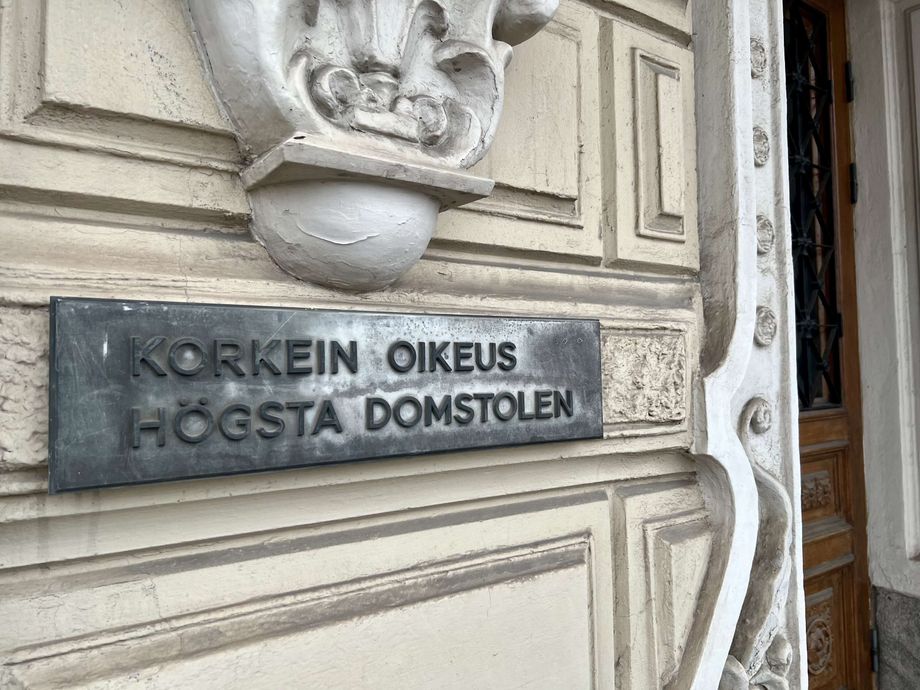 KORKEIN OIKEUS
HÖGSTA DOMSTOLEN